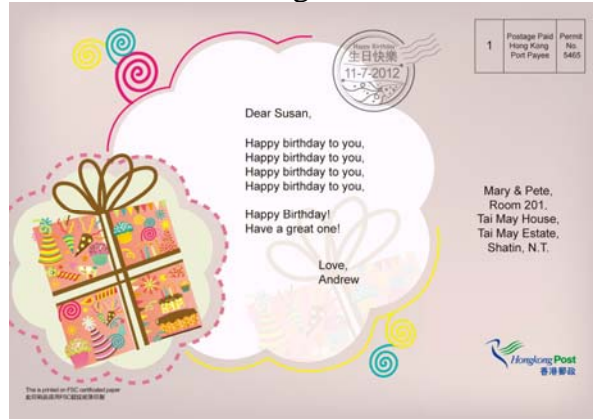 Happy Birthday
生日快樂
11-7-2012
1
Postage Paid
Hong Kong
Port Payee
Permit
No.
5465
Dear Susan,
Happy birthday to you,
Happy birthday to you,
Happy birthday to you,
Happy birthday to you,
Happy Birthday!
Have a great one!
Love,
Andrew
Mary & Pete,
Room 201,
Tai May House,
Tai May Estate,
Shatin, N.T.
Hongkong Post
香港郵政
This is printed on FSC certificated paper